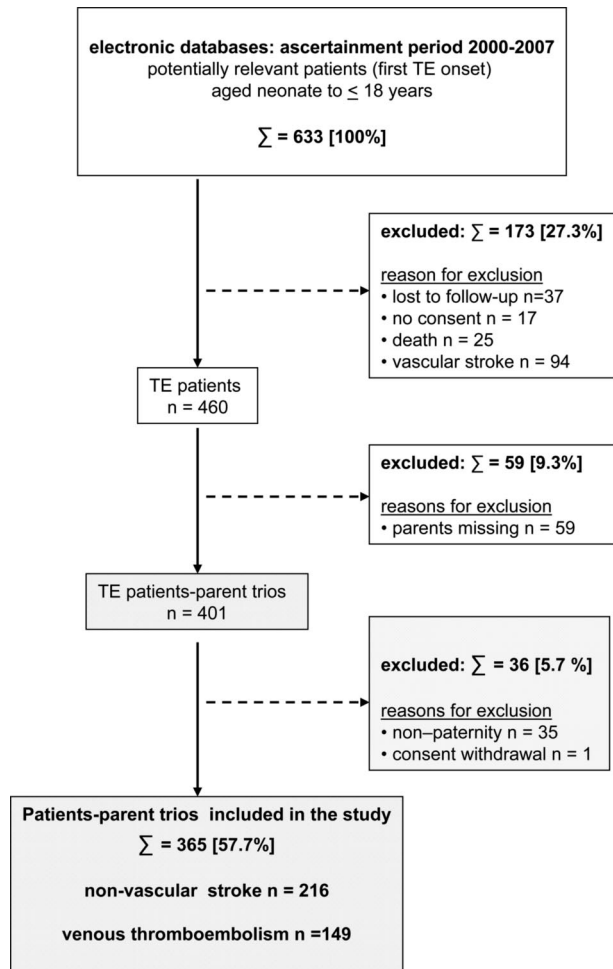 electronic databases: ascertainment period 2000-2007
potentially relevant patients (first TE onset)
aged neonate to ≤ 18 years
∑ = 633 [100%]
excluded: ∑ = 173 [27.3%]
reason for exclusion
• lost to follow-up n=37
• no consent n = 17
• death n = 25
• vascular stroke n = 94
TE patients
n = 460
excluded: ∑ = 59 [9.3%]
reasons for exclusion
• parents missing n = 59
TE patients-parent trios
n = 401
excluded: ∑ = 36 [5.7 %]
reasons for exclusion
• non–paternity n = 35
• consent withdrawal n = 1
Patients-parent trios included in the study
∑ = 365 [57.7%]
non-vascular stroke n = 216
venous thromboembolism n =149